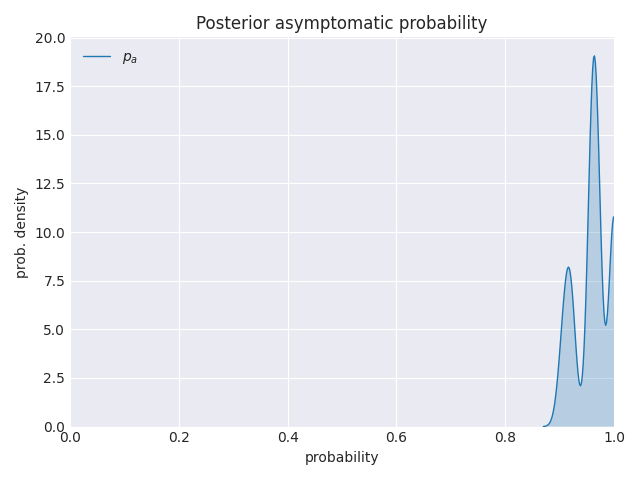 Posterior asymptomatic probability
20.0
17.5
15.0
12.5
10.0
7.5
5.0
2.5
0.0
prob. density
pₐ
0.0 0.2 0.4 0.6 0.8 1.0
probability